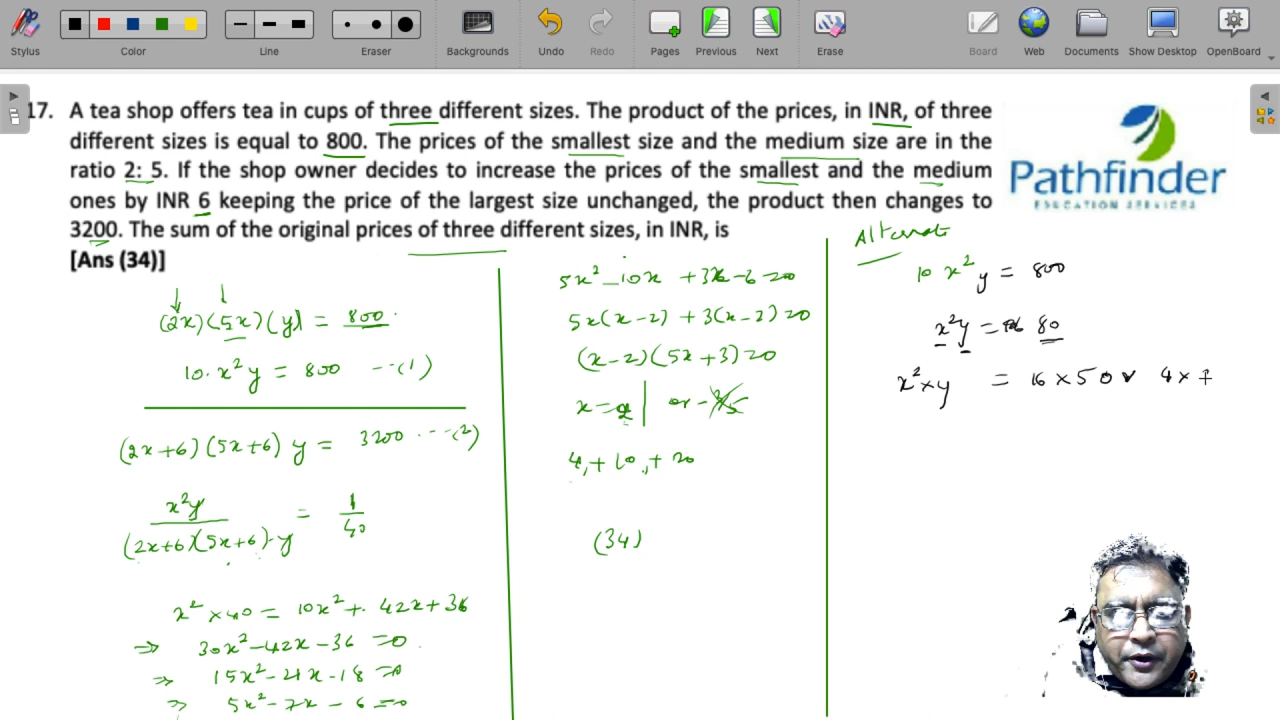 Stylus
Color
Line
Eraser
Backgrounds
Undo
Redo
Pages
Previous
Next
Erase
Board
Web
Documents
Show Desktop
OpenBoard
17. A tea shop offers tea in cups of three different sizes. The product of the prices, in INR, of three
different sizes is equal to 800. The prices of the smallest size and the medium size are in the
ratio 2: 5. If the shop owner decides to increase the prices of the smallest and the medium
ones by INR 6 keeping the price of the largest size unchanged, the product then changes to
3200. The sum of the original prices of three different sizes, in INR, is
[Ans (34)]
Pathfinder
EDUCATION SERVICES
(2x)(5x)(y) = 800.
10.x²y = 800 --(1)
(2x+6)(5x+6) y = 3200 ---(2)
x²y / (2x+6)(5x+6).y = 1/40
x² × 40 = 10x² + 42x + 36
⇒ 30x² - 42x - 36 = 0
⇒ 15x² - 21x - 18 = 0
⇒ 5x² - 7x - 6 = 0
5x² - 10x + 3x - 6 = 0
5x(x-2) + 3(x-2) = 0
(x-2)(5x+3) = 0
x = 2 or -3/5
4, + 10, + 20
(34)
Alternate
10 x²y = 800
x²y = 80
x² × y = 16 × 5 or 4 ×